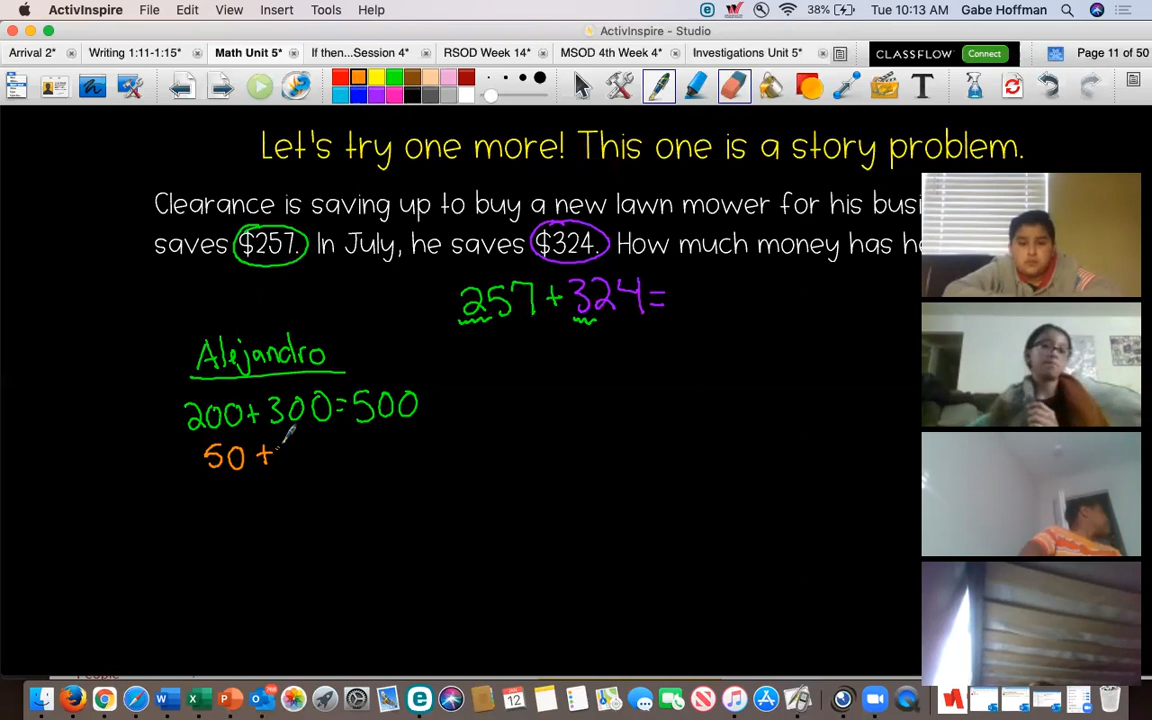 ActivInspire File Edit View Insert Tools Help 38% Tue 10:13 AM Gabe Hoffman
ActivInspire - Studio
Arrival 2* Writing 1:11-1:15* Math Unit 5* If then...Session 4* RSOD Week 14* MSOD 4th Week 4* Investigations Unit 5* CLASSFLOW Connect Page 11 of 50
Let's try one more! This one is a story problem.
Clearance is saving up to buy a new lawn mower for his busi
saves $257. In July, he saves $324. How much money has he
257+324=
Alejandro
200+300=500
50 +